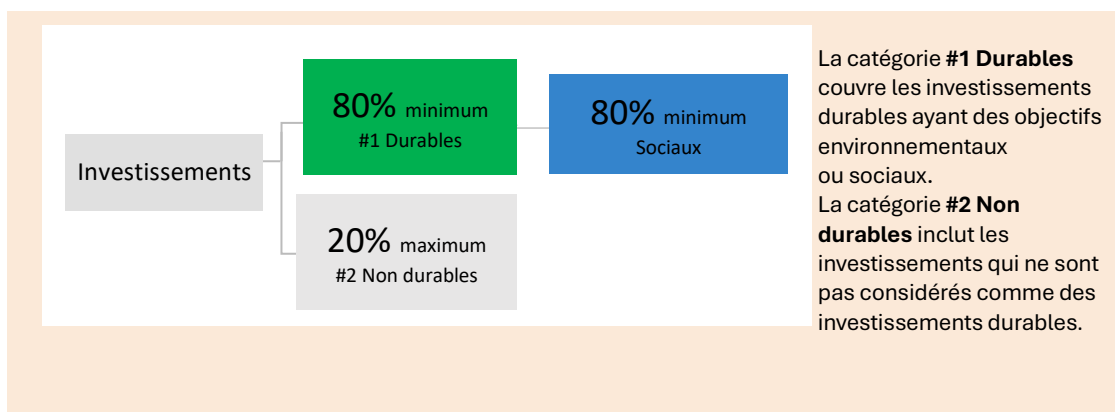 Investissements
80% minimum
#1 Durables
80% minimum
Sociaux
20% maximum
#2 Non durables
La catégorie #1 Durables
couvre les investissements
durables ayant des objectifs
environnementaux
ou sociaux.
La catégorie #2 Non
durables inclut les
investissements qui ne sont
pas considérés comme des
investissements durables.